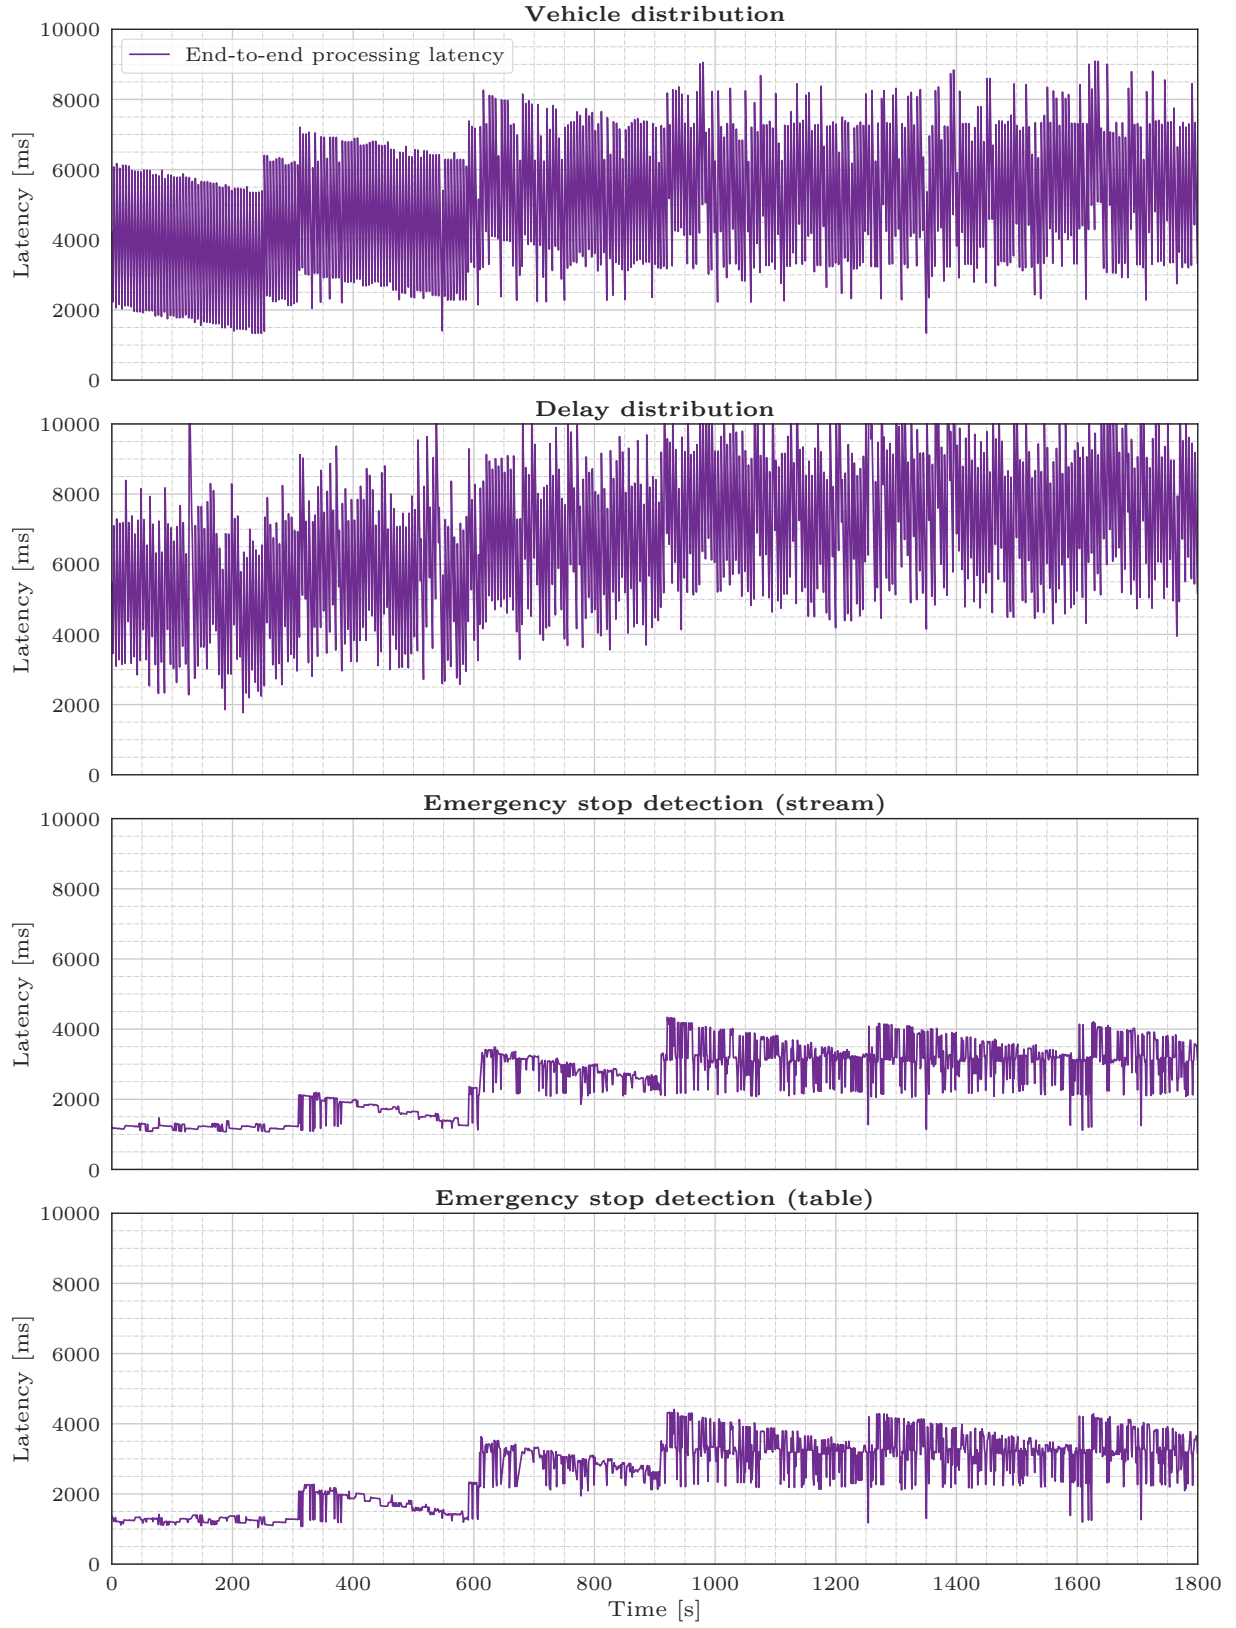 Vehicle distribution
End-to-end processing latency
Latency [ms]
10000
8000
6000
4000
2000
0
Delay distribution
Latency [ms]
10000
8000
6000
4000
2000
0
Emergency stop detection (stream)
Latency [ms]
10000
8000
6000
4000
2000
0
Emergency stop detection (table)
Latency [ms]
10000
8000
6000
4000
2000
0
0 200 400 600 800 1000 1200 1400 1600 1800
Time [s]